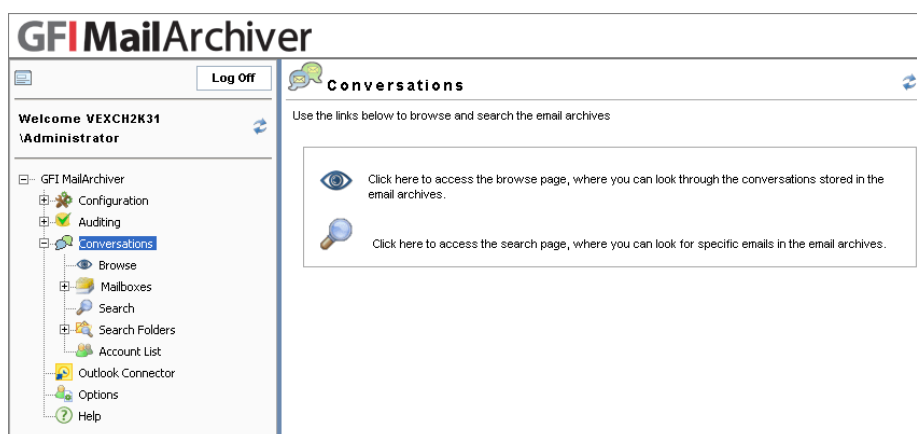 GFI MailArchiver
Log Off
Welcome VEXCH2K31
\Administrator
GFI MailArchiver
Configuration
Auditing
Conversations
Browse
Mailboxes
Search
Search Folders
Account List
Outlook Connector
Options
Help
Conversations
Use the links below to browse and search the email archives
Click here to access the browse page, where you can look through the conversations stored in the
email archives.
Click here to access the search page, where you can look for specific emails in the email archives.